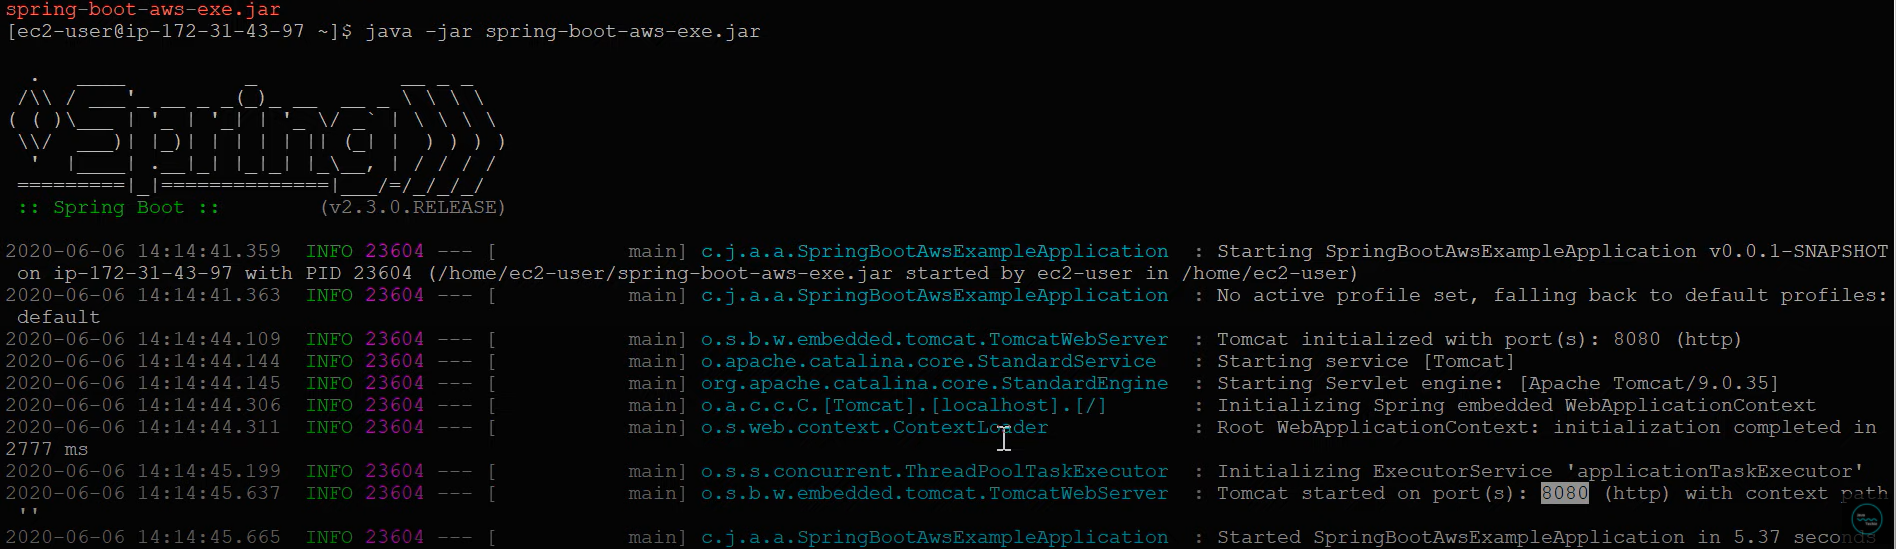 spring-boot-aws-exe.jar
[ec2-user@ip-172-31-43-97 ~]$ java -jar spring-boot-aws-exe.jar
  .   ____          _            __ _ _
 /\\ / ___'_ __ _ _(_)_ __  __ _ \ \ \ \
( ( )\___ | '_ | '_| | '_ \/ _` | \ \ \ \
 \\/  ___)| |_)| | | | | || (_| |  ) ) ) )
  '  |____| .__|_| |_|_| |_\__, | / / / /
 =========|_|==============|___/=/_/_/_/
 :: Spring Boot ::        (v2.3.0.RELEASE)
2020-06-06 14:14:41.359  INFO 23604 --- [           main] c.j.a.a.SpringBootAwsExampleApplication  : Starting SpringBootAwsExampleApplication v0.0.1-SNAPSHOT
 on ip-172-31-43-97 with PID 23604 (/home/ec2-user/spring-boot-aws-exe.jar started by ec2-user in /home/ec2-user)
2020-06-06 14:14:41.363  INFO 23604 --- [           main] c.j.a.a.SpringBootAwsExampleApplication  : No active profile set, falling back to default profiles:
 default
2020-06-06 14:14:44.109  INFO 23604 --- [           main] o.s.b.w.embedded.tomcat.TomcatWebServer  : Tomcat initialized with port(s): 8080 (http)
2020-06-06 14:14:44.144  INFO 23604 --- [           main] o.apache.catalina.core.StandardService   : Starting service [Tomcat]
2020-06-06 14:14:44.145  INFO 23604 --- [           main] org.apache.catalina.core.StandardEngine  : Starting Servlet engine: [Apache Tomcat/9.0.35]
2020-06-06 14:14:44.306  INFO 23604 --- [           main] o.a.c.c.C.[Tomcat].[localhost].[/]       : Initializing Spring embedded WebApplicationContext
2020-06-06 14:14:44.311  INFO 23604 --- [           main] o.s.web.context.ContextLoader            : Root WebApplicationContext: initialization completed in
2777 ms
2020-06-06 14:14:45.199  INFO 23604 --- [           main] o.s.s.concurrent.ThreadPoolTaskExecutor  : Initializing ExecutorService 'applicationTaskExecutor'
2020-06-06 14:14:45.637  INFO 23604 --- [           main] o.s.b.w.embedded.tomcat.TomcatWebServer  : Tomcat started on port(s): 8080 (http) with context path
 ''
2020-06-06 14:14:45.665  INFO 23604 --- [           main] c.j.a.a.SpringBootAwsExampleApplication  : Started SpringBootAwsExampleApplication in 5.37 seconds